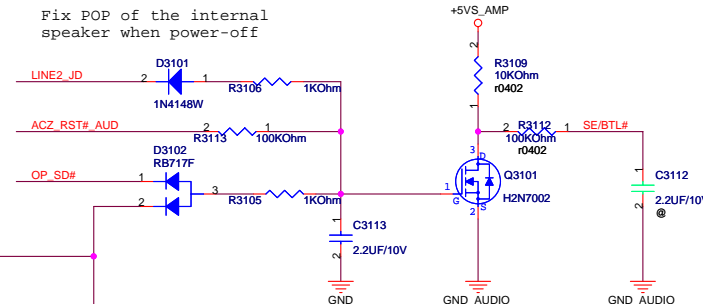 Fix POP of the internal
speaker when power-off
+5VS_AMP
2
R3109
10KOhm
r0402
1
D3101
LINE2_JD
2
1
1N4148W
R3106
1KOhm
ACZ_RST#_AUD
2
1
R3113
100KOhm
2
R3112
1
SE/BTL#
100KOhm
r0402
D3102
RB717F
OP_SD#
1
2
3
R3105
1KOhm
3
D
Q3101
1
G
S
2
H2N7002
1
C3112
2.2UF/10V
2
@
1
C3113
2.2UF/10V
2
GND
GND_AUDIO
GND_AUDIO